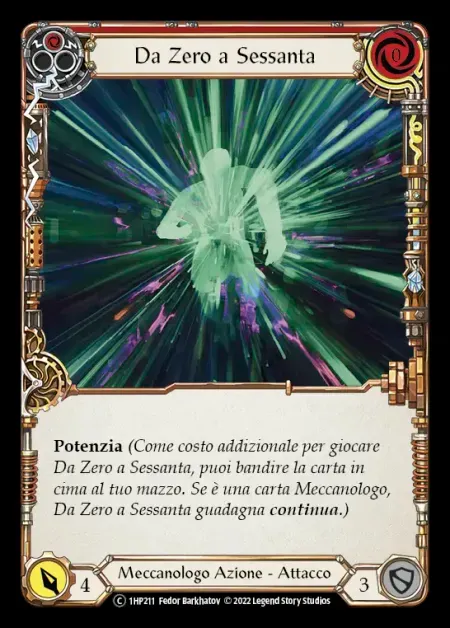 Da Zero a Sessanta
0
Potenzia (Come costo addizionale per giocare
Da Zero a Sessanta, puoi bandire la carta in
cima al tuo mazzo. Se è una carta Meccanologo,
Da Zero a Sessanta guadagna continua.)
4
Meccanologo Azione - Attacco
3
C 1HP211 Fedor Barkhatov © 2022 Legend Story Studios